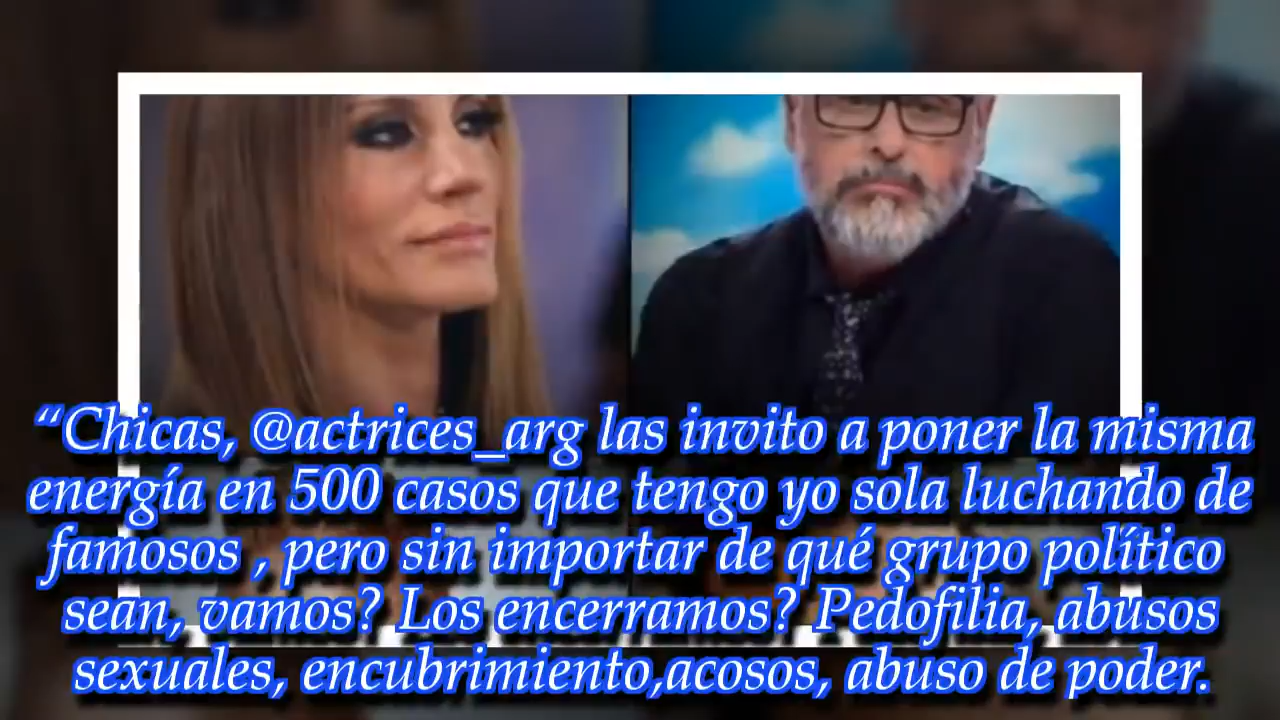 “Chicas, @actrices_arg las invito a poner la misma
energía en 500 casos que tengo yo sola luchando de
famosos , pero sin importar de qué grupo político
sean, vamos? Los encerramos? Pedofilia, abusos
sexuales, encubrimiento,acosos, abuso de poder.